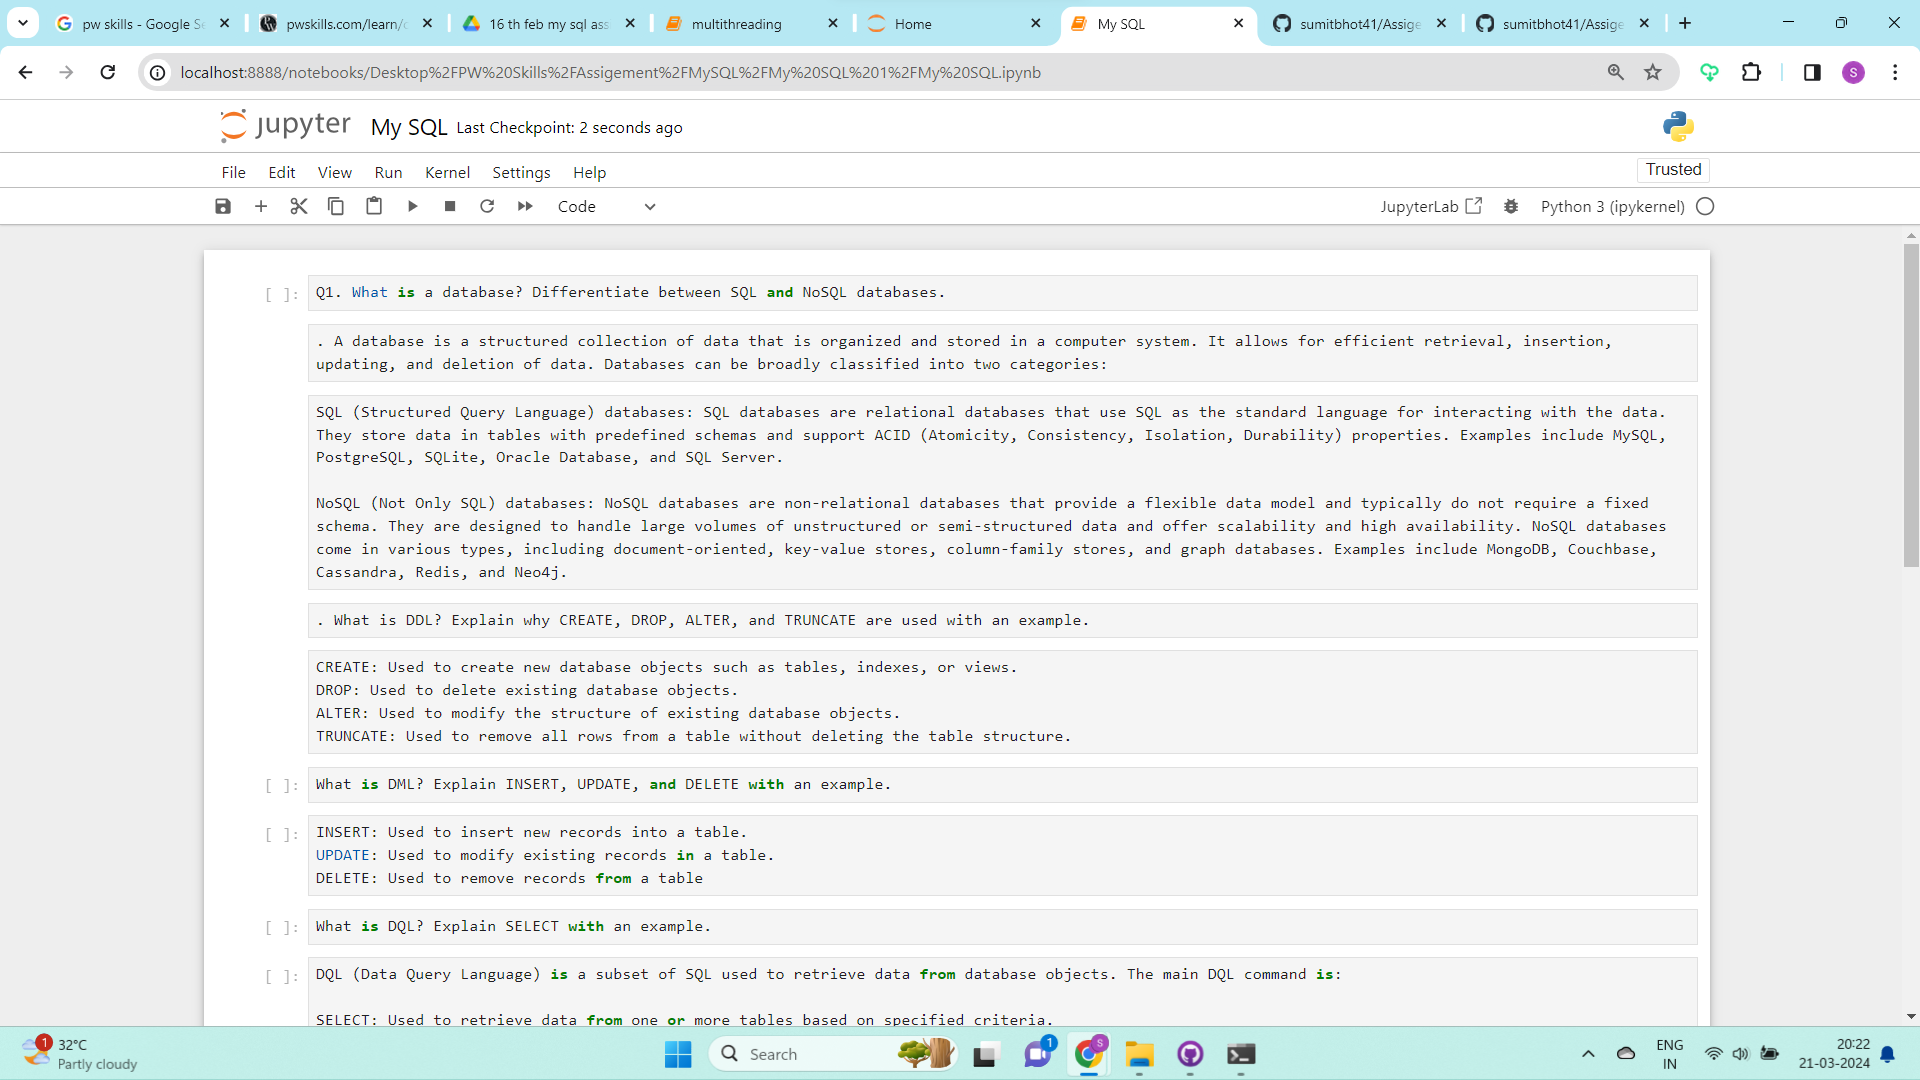 pw skills - Google Se
pwskills.com/learn/c
16 th feb my sql ass
multithreading
Home
My SQL
sumitbhot41/Assige
sumitbhot41/Assige
localhost:8888/notebooks/Desktop%2FPW%20Skills%2FAssigement%2FMySQL%2FMy%20SQL%201%2FMy%20SQL.ipynb
S
jupyter My SQL Last Checkpoint: 2 seconds ago
File Edit View Run Kernel Settings Help
Trusted
Code
JupyterLab
Python 3 (ipykernel)
[ ]: Q1. What is a database? Differentiate between SQL and NoSQL databases.
. A database is a structured collection of data that is organized and stored in a computer system. It allows for efficient retrieval, insertion,
updating, and deletion of data. Databases can be broadly classified into two categories:
SQL (Structured Query Language) databases: SQL databases are relational databases that use SQL as the standard language for interacting with the data.
They store data in tables with predefined schemas and support ACID (Atomicity, Consistency, Isolation, Durability) properties. Examples include MySQL,
PostgreSQL, SQLite, Oracle Database, and SQL Server.
NoSQL (Not Only SQL) databases: NoSQL databases are non-relational databases that provide a flexible data model and typically do not require a fixed
schema. They are designed to handle large volumes of unstructured or semi-structured data and offer scalability and high availability. NoSQL databases
come in various types, including document-oriented, key-value stores, column-family stores, and graph databases. Examples include MongoDB, Couchbase,
Cassandra, Redis, and Neo4j.
. What is DDL? Explain why CREATE, DROP, ALTER, and TRUNCATE are used with an example.
CREATE: Used to create new database objects such as tables, indexes, or views.
DROP: Used to delete existing database objects.
ALTER: Used to modify the structure of existing database objects.
TRUNCATE: Used to remove all rows from a table without deleting the table structure.
[ ]: What is DML? Explain INSERT, UPDATE, and DELETE with an example.
[ ]: INSERT: Used to insert new records into a table.
UPDATE: Used to modify existing records in a table.
DELETE: Used to remove records from a table
[ ]: What is DQL? Explain SELECT with an example.
[ ]: DQL (Data Query Language) is a subset of SQL used to retrieve data from database objects. The main DQL command is:
SELECT: Used to retrieve data from one or more tables based on specified criteria.
1
32°C
Partly cloudy
Search
1
S
ENG
IN
20:22
21-03-2024